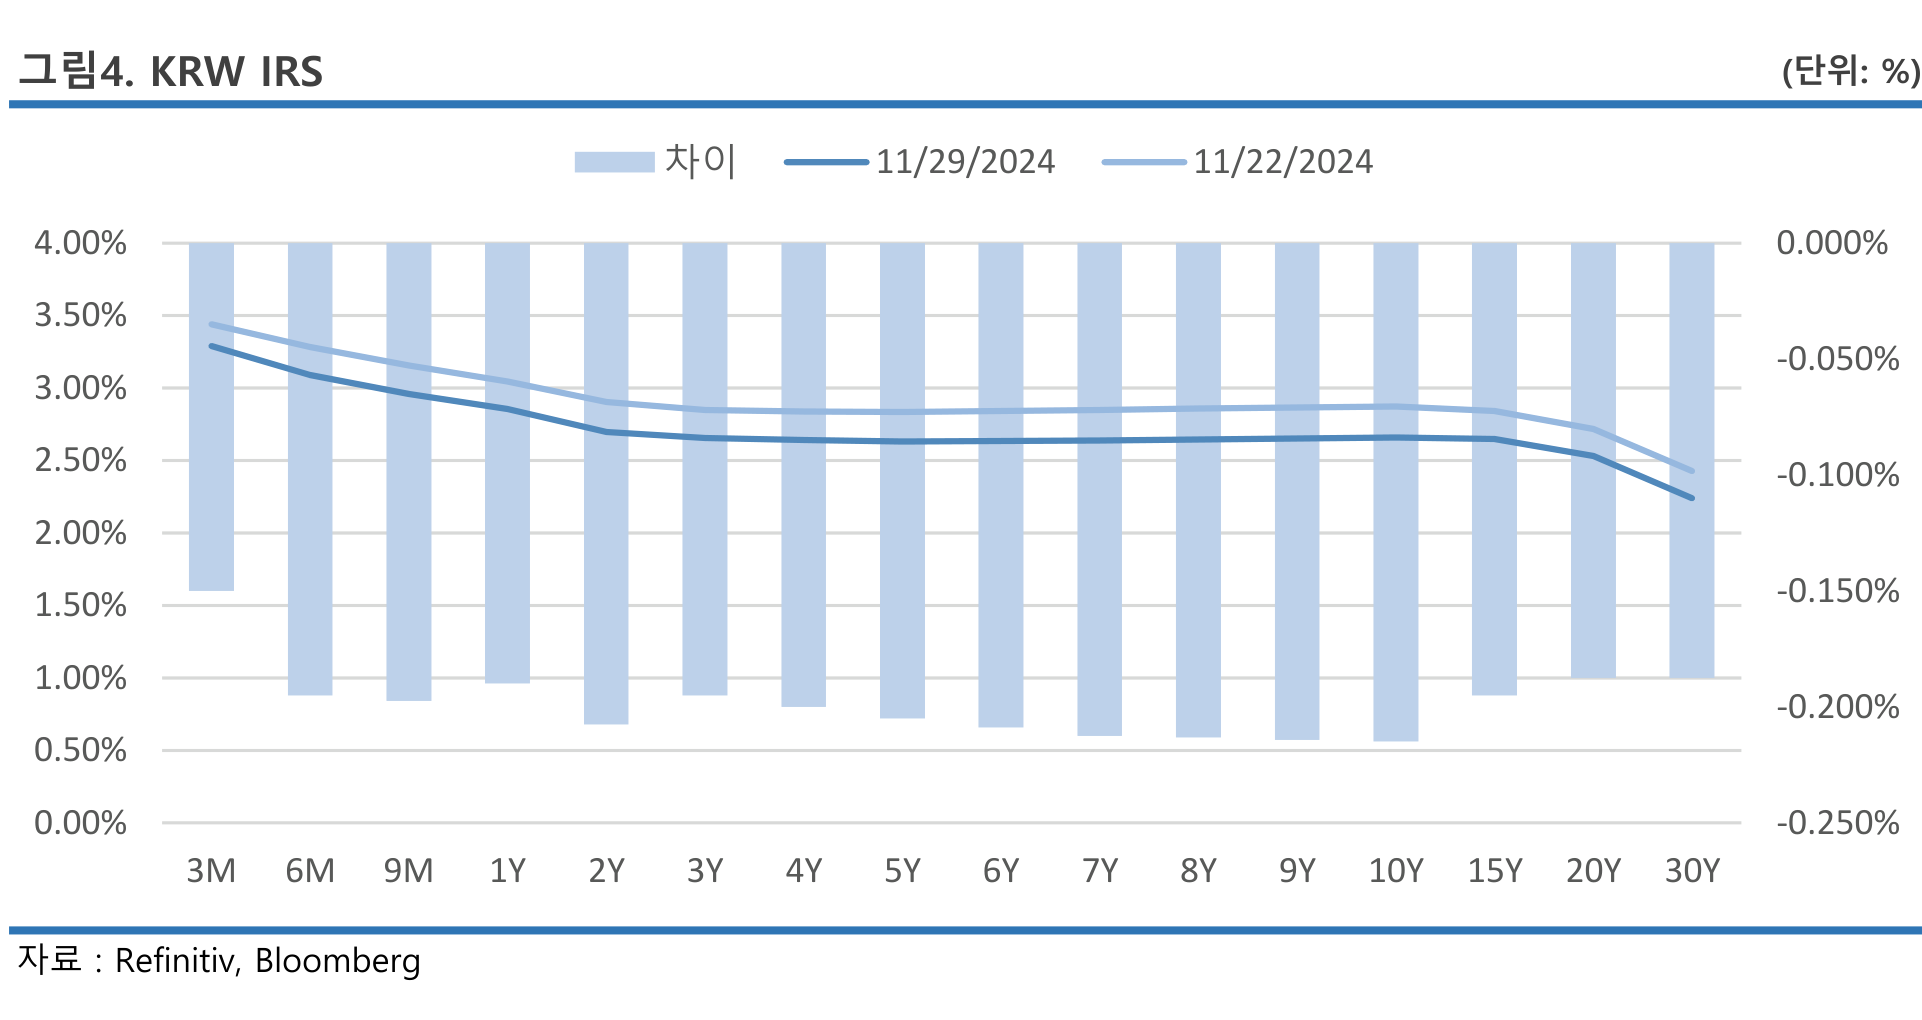 그림4. KRW IRS (단위: %)
차이 11/29/2024 11/22/2024
4.00% 0.000%
3.50%
3.00% -0.050%
2.50% -0.100%
2.00%
1.50% -0.150%
1.00% -0.200%
0.50%
0.00% -0.250%
3M 6M 9M 1Y 2Y 3Y 4Y 5Y 6Y 7Y 8Y 9Y 10Y 15Y 20Y 30Y
자료 : Refinitiv, Bloomberg